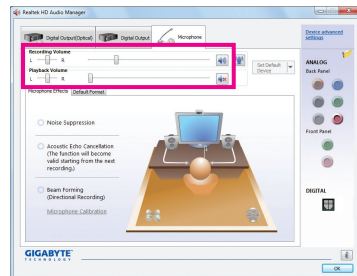 Realtek HD Audio Manager
Digital Output(Optical)
Digital Output
Microphone
Device advanced
settings
Recording Volume
L
R
Set Default
Device
Playback Volume
L
R
ANALOG
Back Panel
Microphone Effects
Default Format
Noise Suppression
Acoustic Echo Cancellation
(The function will become
valid starting from the next
recording.)
Front Panel
Beam Forming
(Directional Recording)
Microphone Calibration
DIGITAL
GIGABYTE
TECHNOLOGY
i
OK